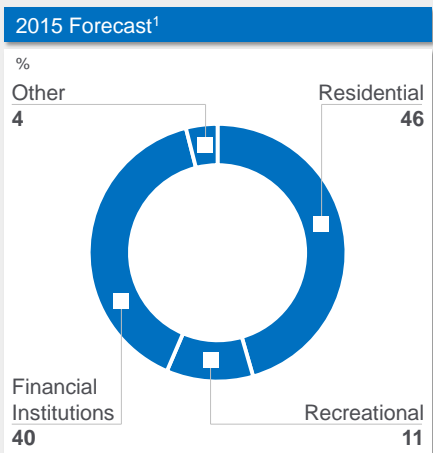 2015 Forecast¹
%
Other
4
Residential
46
Financial
Institutions
40
Recreational
11